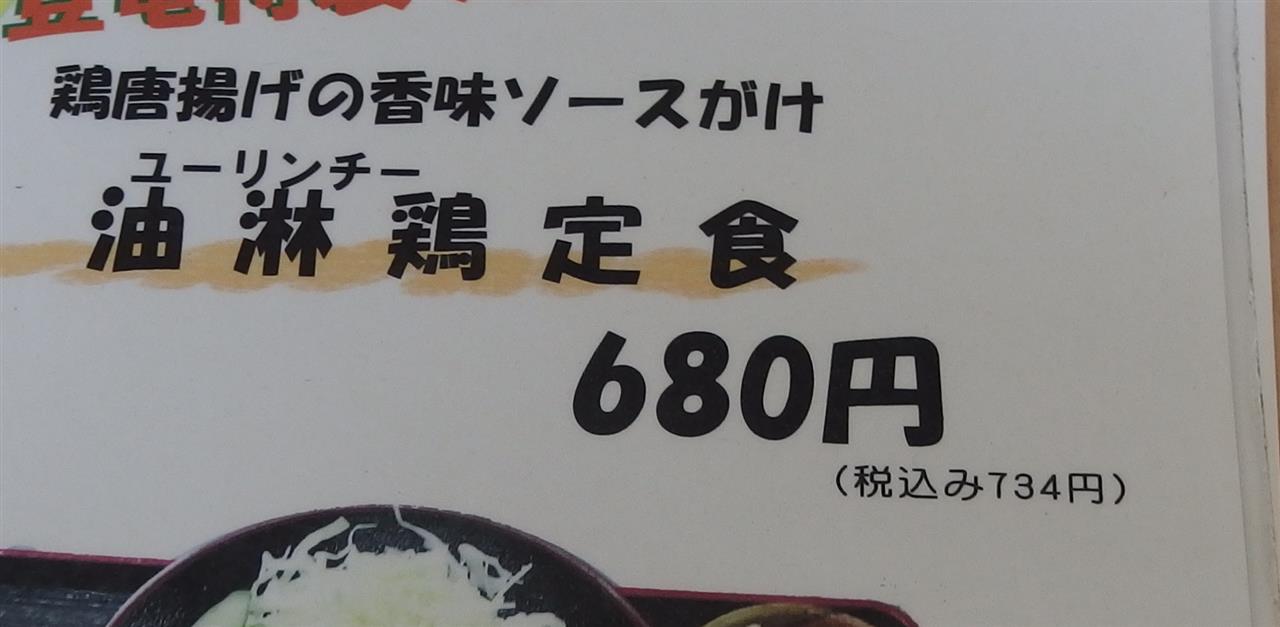 鶏唐揚げの香味ソースがけ
ユーリンチー
油淋鶏定食
680円
(税込み734円)